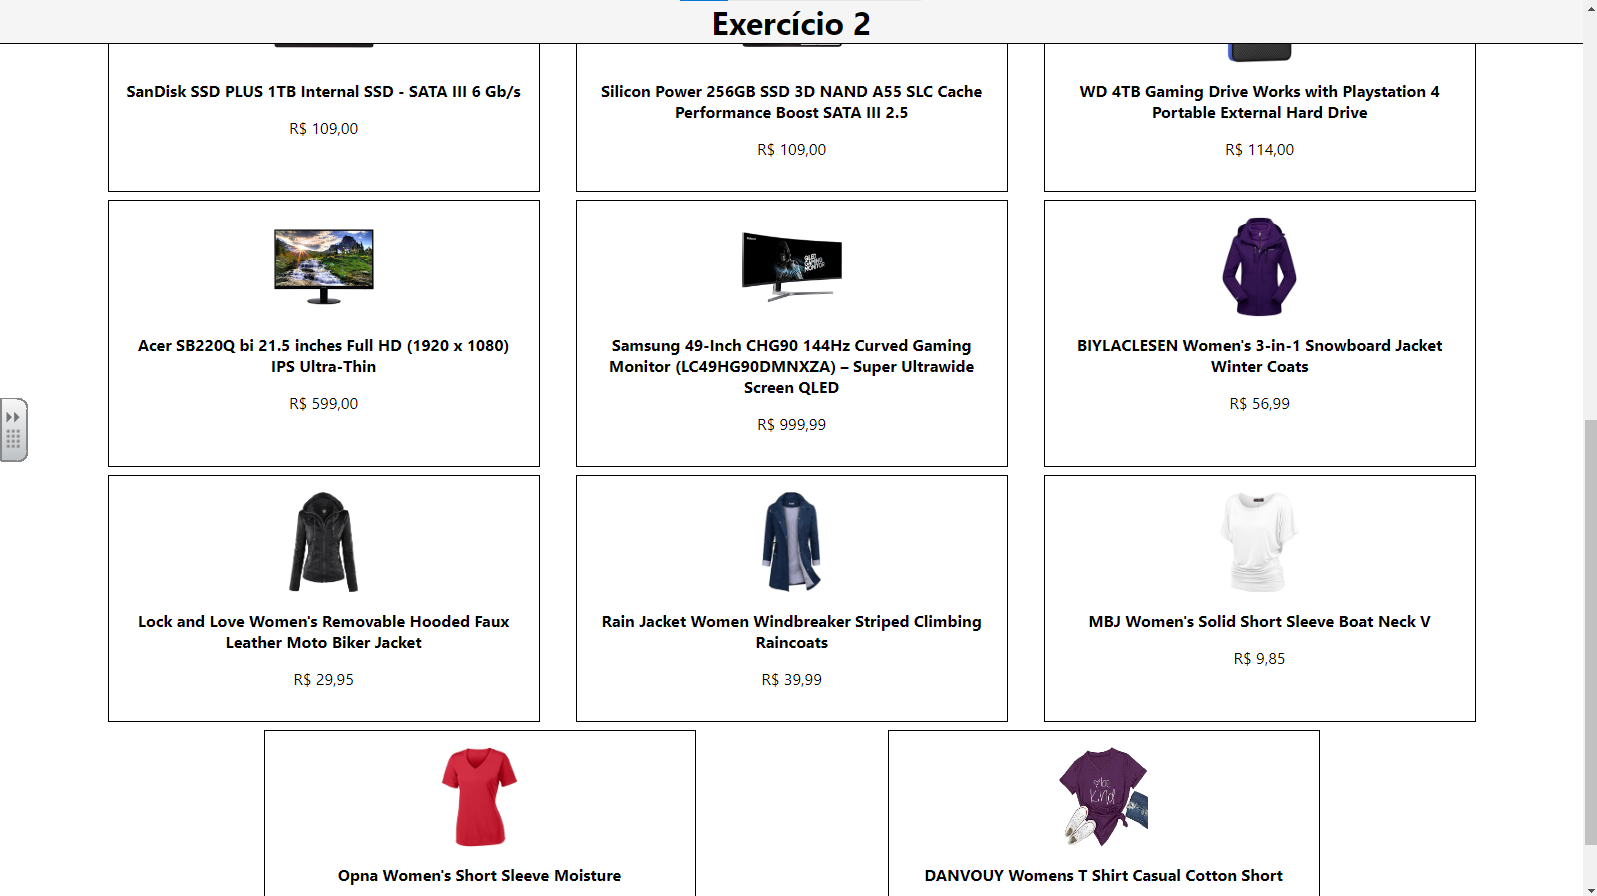 Exercício 2
SanDisk SSD PLUS 1TB Internal SSD - SATA III 6 Gb/s
R$ 109,00
Silicon Power 256GB SSD 3D NAND A55 SLC Cache
Performance Boost SATA III 2.5
R$ 109,00
WD 4TB Gaming Drive Works with Playstation 4
Portable External Hard Drive
R$ 114,00
Acer SB220Q bi 21.5 inches Full HD (1920 x 1080)
IPS Ultra-Thin
R$ 599,00
QLED
GAMING
MONITOR
Samsung 49-Inch CHG90 144Hz Curved Gaming
Monitor (LC49HG90DMNXZA) – Super Ultrawide
Screen QLED
R$ 999,99
BIYLACLESEN Women's 3-in-1 Snowboard Jacket
Winter Coats
R$ 56,99
Lock and Love Women's Removable Hooded Faux
Leather Moto Biker Jacket
R$ 29,95
Rain Jacket Women Windbreaker Striped Climbing
Raincoats
R$ 39,99
MBJ Women's Solid Short Sleeve Boat Neck V
R$ 9,85
Opna Women's Short Sleeve Moisture
be
kind
DANVOUY Womens T Shirt Casual Cotton Short